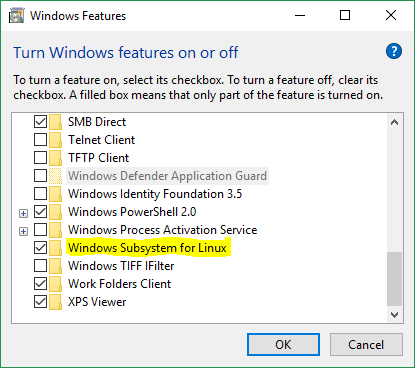 Windows Features
Turn Windows features on or off
?
To turn a feature on, select its checkbox. To turn a feature off, clear its
checkbox. A filled box means that only part of the feature is turned on.
SMB Direct
Telnet Client
TFTP Client
Windows Defender Application Guard
Windows Identity Foundation 3.5
Windows PowerShell 2.0
Windows Process Activation Service
Windows Subsystem for Linux
Windows TIFF IFilter
Work Folders Client
XPS Viewer
OK
Cancel